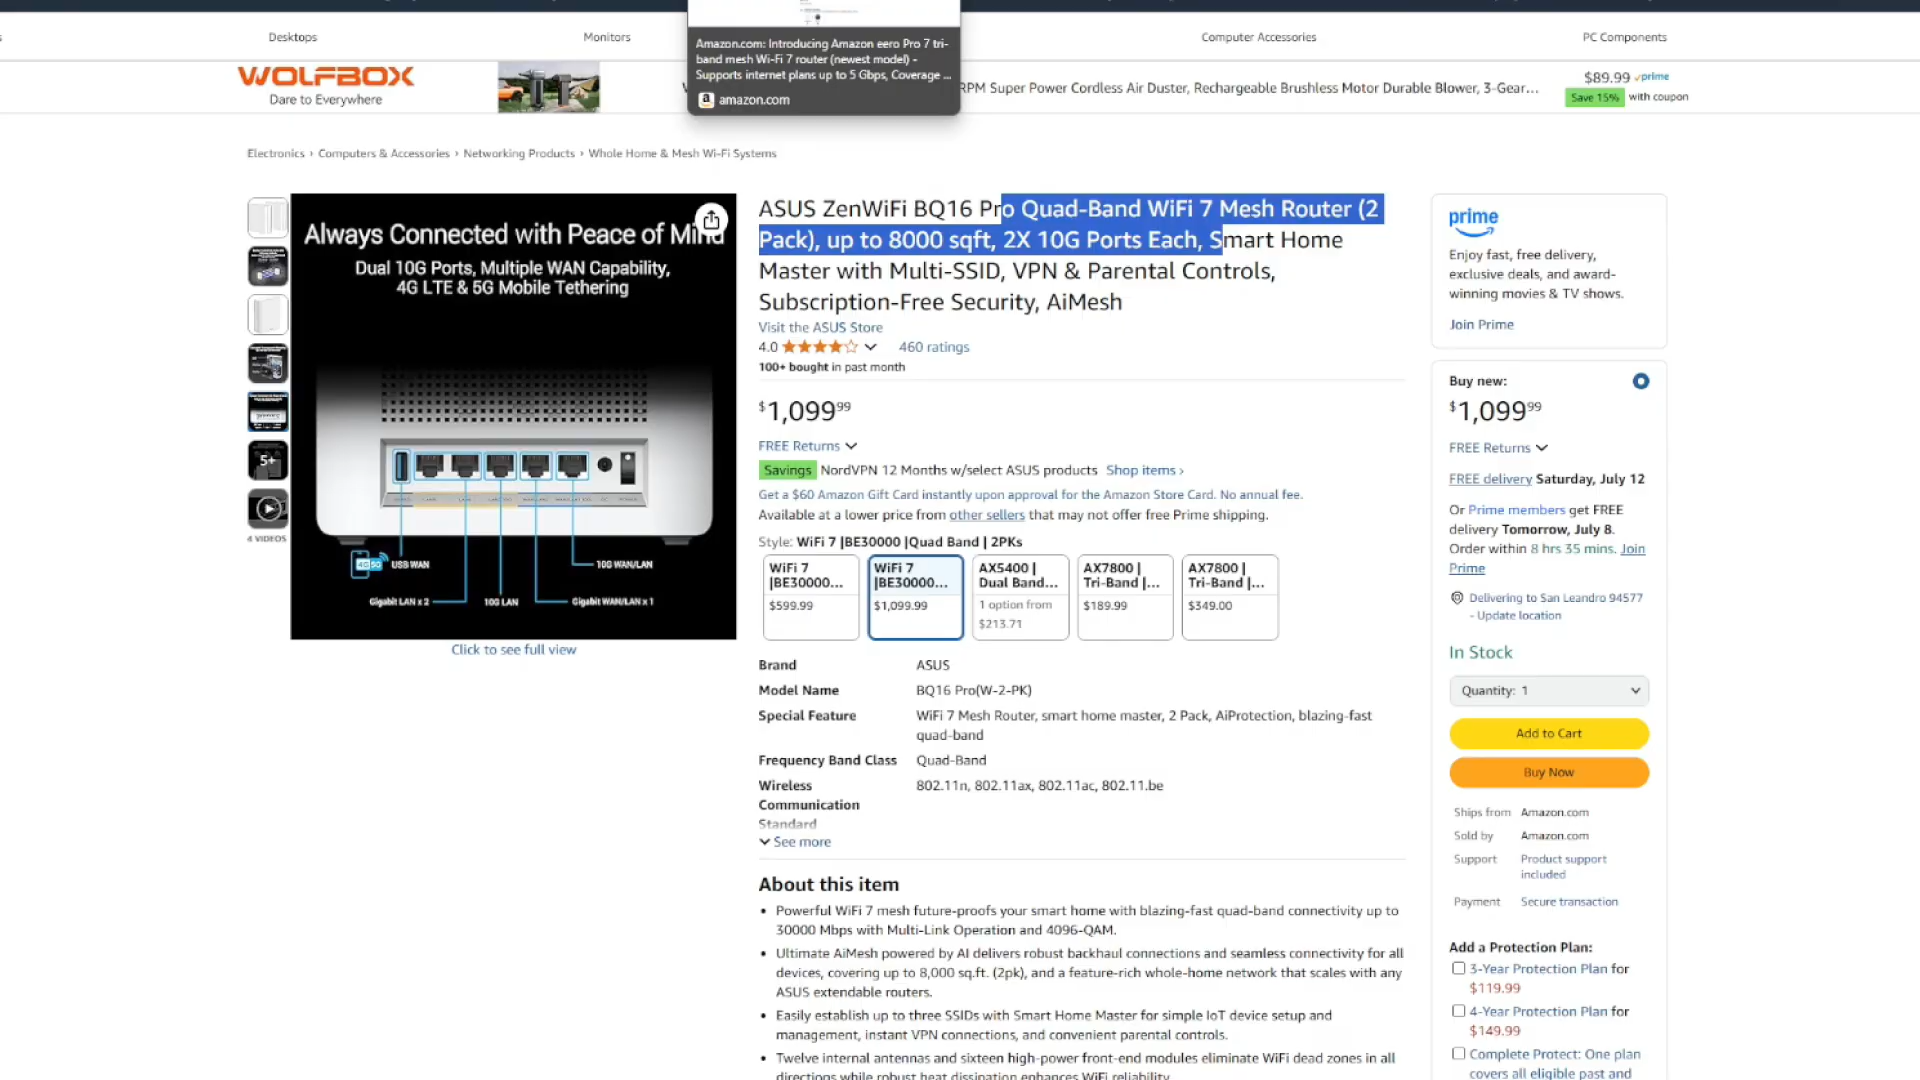 Desktops
Monitors
Computer Accessories
PC Components
Amazon.com: Introducing Amazon eero Pro 7 tri-
band mesh Wi-Fi 7 router (newest model) -
Supports internet plans up to 5 Gbps, Coverage ...
amazon.com
WOLFBOX
Dare to Everywhere
RPM Super Power Cordless Air Duster, Rechargeable Brushless Motor Durable Blower, 3-Gear...
$89.99 prime
Save 15% with coupon
Electronics › Computers & Accessories › Networking Products › Whole Home & Mesh Wi-Fi Systems
Always Connected with Peace of Mind
Dual 10G Ports, Multiple WAN Capability,
4G LTE & 5G Mobile Tethering
USB WAN
10G WAN/LAN
Gigabit LAN x 2
10G LAN
Gigabit WAN/LAN x 1
5+
4 VIDEOS
Click to see full view
ASUS ZenWiFi BQ16 Pro Quad-Band WiFi 7 Mesh Router (2
Pack), up to 8000 sqft, 2X 10G Ports Each, Smart Home
Master with Multi-SSID, VPN & Parental Controls,
Subscription-Free Security, AiMesh
Visit the ASUS Store
4.0 460 ratings
100+ bought in past month
$1,099.99
FREE Returns
Savings NordVPN 12 Months w/select ASUS products Shop items ›
Get a $60 Amazon Gift Card instantly upon approval for the Amazon Store Card. No annual fee.
Available at a lower price from other sellers that may not offer free Prime shipping.
Style: WiFi 7 |BE30000 |Quad Band | 2PKs
WiFi 7
|BE30000...
$599.99
WiFi 7
|BE30000...
$1,099.99
AX5400 |
Dual Band...
1 option from
$213.71
AX7800 |
Tri-Band |...
$189.99
AX7800 |
Tri-Band |...
$349.00
Brand ASUS
Model Name BQ16 Pro(W-2-PK)
Special Feature WiFi 7 Mesh Router, smart home master, 2 Pack, AiProtection, blazing-fast
quad-band
Frequency Band Class Quad-Band
Wireless 802.11n, 802.11ax, 802.11ac, 802.11.be
Communication
Standard
See more
About this item
• Powerful WiFi 7 mesh future-proofs your smart home with blazing-fast quad-band connectivity up to
30000 Mbps with Multi-Link Operation and 4096-QAM.
• Ultimate AiMesh powered by AI delivers robust backhaul connections and seamless connectivity for all
devices, covering up to 8,000 sq.ft. (2pk), and a feature-rich whole-home network that scales with any
ASUS extendable routers.
• Easily establish up to three SSIDs with Smart Home Master for simple IoT device setup and
management, instant VPN connections, and convenient parental controls.
• Twelve internal antennas and sixteen high-power front-end modules eliminate WiFi dead zones in all
directions while robust heat dissipation enhances WiFi reliability.
prime
Enjoy fast, free delivery,
exclusive deals, and award-
winning movies & TV shows.
Join Prime
Buy new:
$1,099.99
FREE Returns
FREE delivery Saturday, July 12
Or Prime members get FREE
delivery Tomorrow, July 8.
Order within 8 hrs 35 mins. Join
Prime
Delivering to San Leandro 94577
- Update location
In Stock
Quantity: 1
Add to Cart
Buy Now
Ships from Amazon.com
Sold by Amazon.com
Support Product support
included
Payment Secure transaction
Add a Protection Plan:
3-Year Protection Plan for
$119.99
4-Year Protection Plan for
$149.99
Complete Protect: One plan
covers all eligible past and